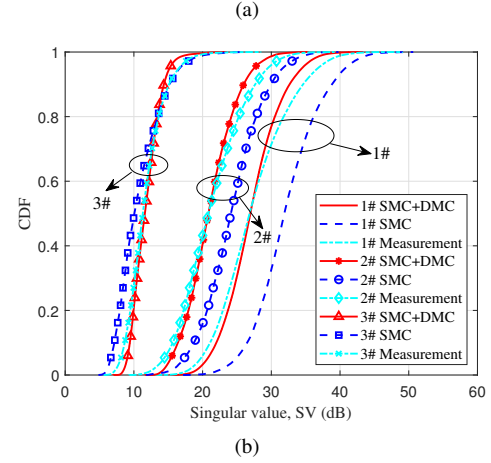 (a)
1
0.8
0.6
0.4
0.2
0
CDF
1#
3#
2#
1# SMC+DMC
1# SMC
1# Measurement
2# SMC+DMC
2# SMC
2# Measurement
3# SMC+DMC
3# SMC
3# Measurement
0 10 20 30 40 50 60
Singular value, SV (dB)
(b)